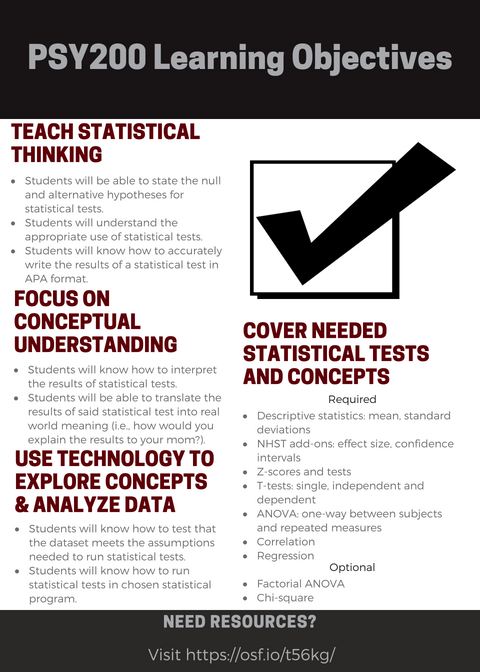 PSY200 Learning Objectives
TEACH STATISTICAL
THINKING
• Students will be able to state the null
and alternative hypotheses for
statistical tests.
• Students will understand the
appropriate use of statistical tests.
• Students will know how to accurately
write the results of a statistical test in
APA format.
FOCUS ON
CONCEPTUAL
UNDERSTANDING
• Students will know how to interpret
the results of statistical tests.
• Students will be able to translate the
results of said statistical test into real
world meaning (i.e., how would you
explain the results to your mom?).
USE TECHNOLOGY TO
EXPLORE CONCEPTS
& ANALYZE DATA
• Students will know how to test that
the dataset meets the assumptions
needed to run statistical tests.
• Students will know how to run
statistical tests in chosen statistical
program.
COVER NEEDED
STATISTICAL TESTS
AND CONCEPTS
Required
• Descriptive statistics: mean, standard
deviations
• NHST add-ons: effect size, confidence
intervals
• Z-scores and tests
• T-tests: single, independent and
dependent
• ANOVA: one-way between subjects
and repeated measures
• Correlation
• Regression
Optional
• Factorial ANOVA
• Chi-square
NEED RESOURCES?
Visit https://osf.io/t56kg/